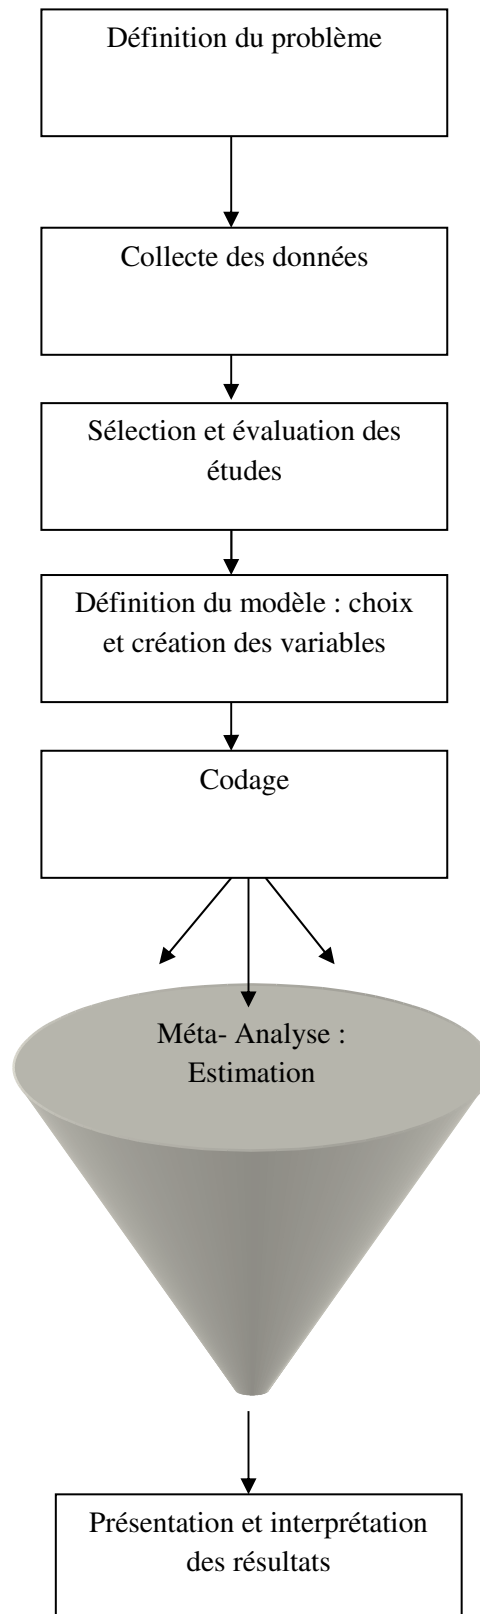 Définition du problème
Collecte des données
Sélection et évaluation des
études
Définition du modèle : choix
et création des variables
Codage
Méta- Analyse :
Estimation
Présentation et interprétation
des résultats